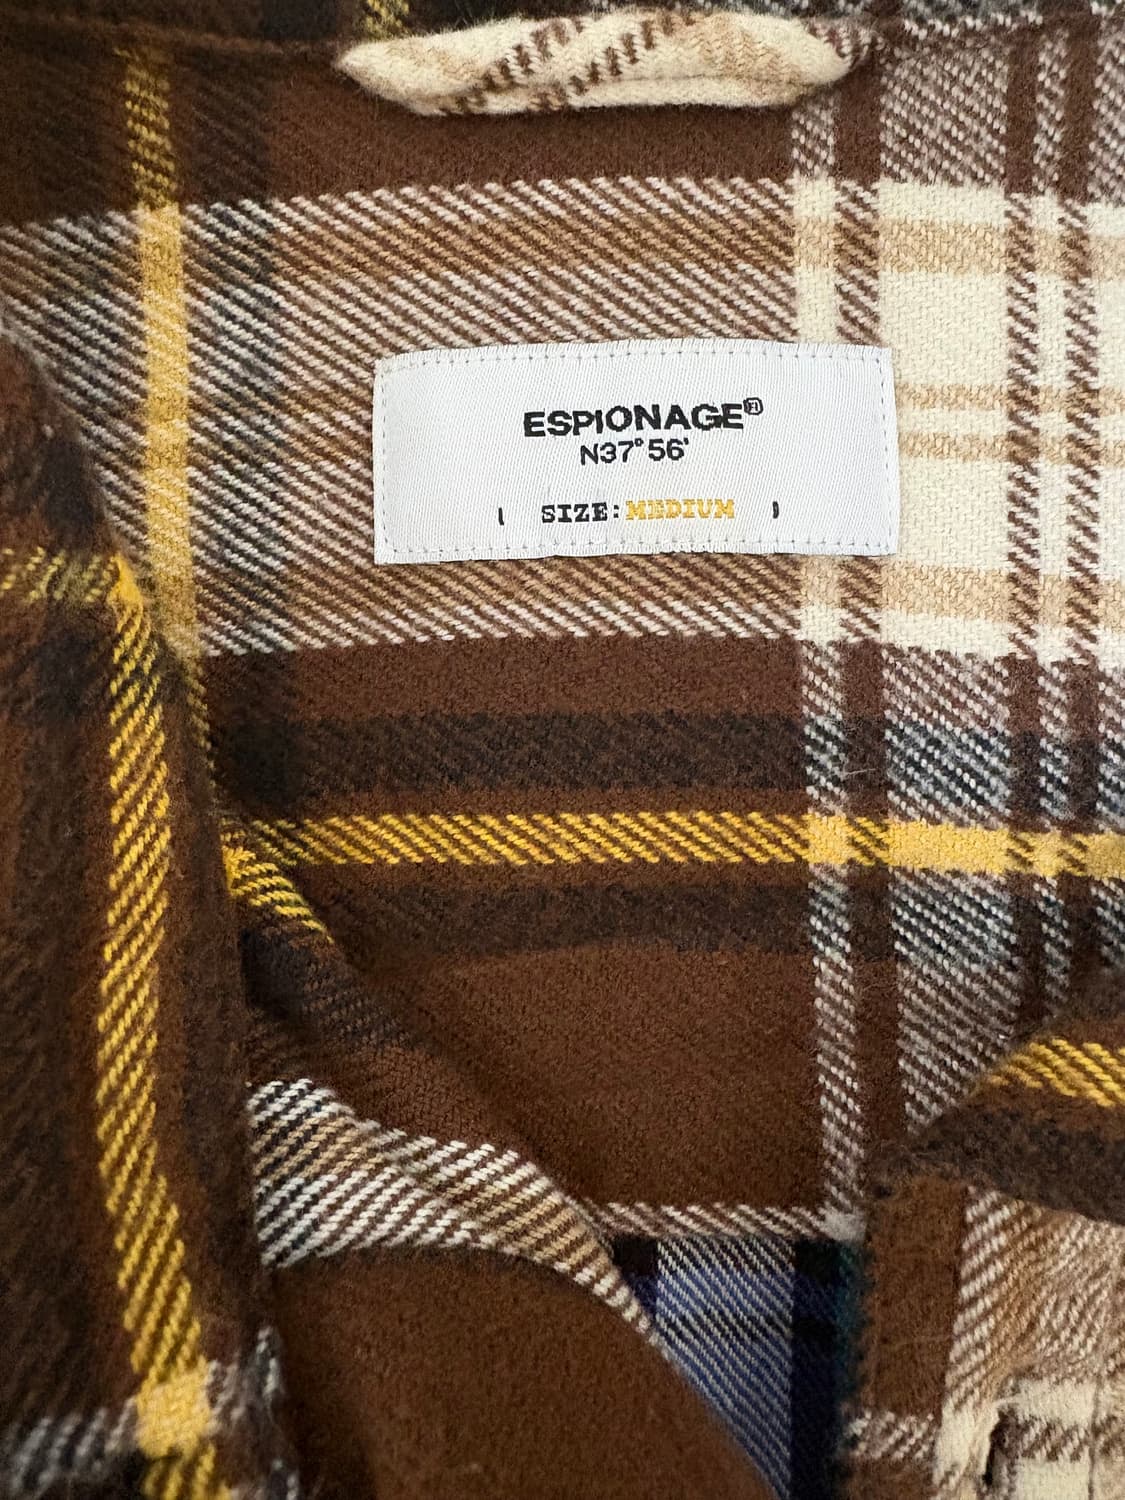 ESPIONAGE®
N37°56'
( SIZE: MEDIUM )